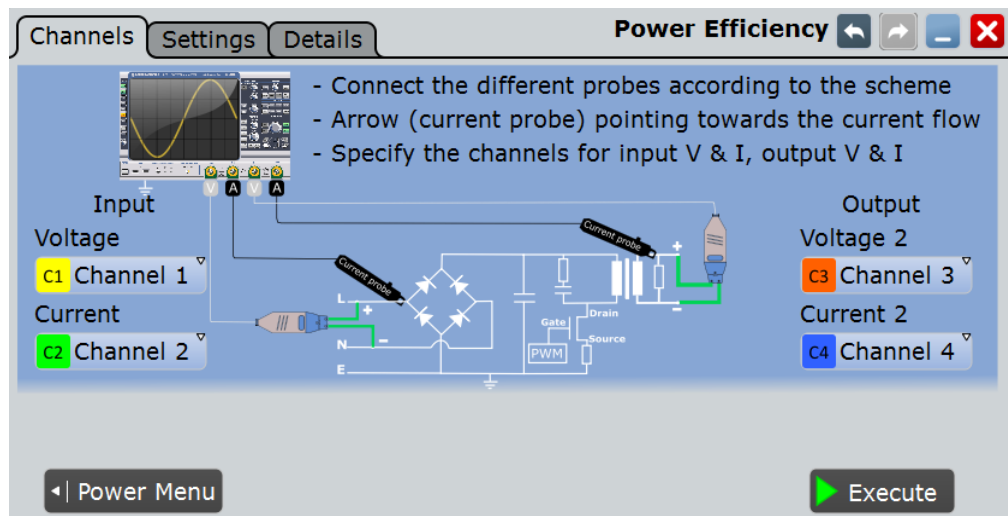 Channels Settings Details Power Efficiency
- Connect the different probes according to the scheme
- Arrow (current probe) pointing towards the current flow
- Specify the channels for input V & I, output V & I
V A V A
Input
Output
Voltage
C1 Channel 1
Current
C2 Channel 2
Voltage 2
C3 Channel 3
Current 2
C4 Channel 4
Current probe
Current probe
L
+
N
-
E
+
-
Gate
Drain
Source
PWM
Power Menu
Execute